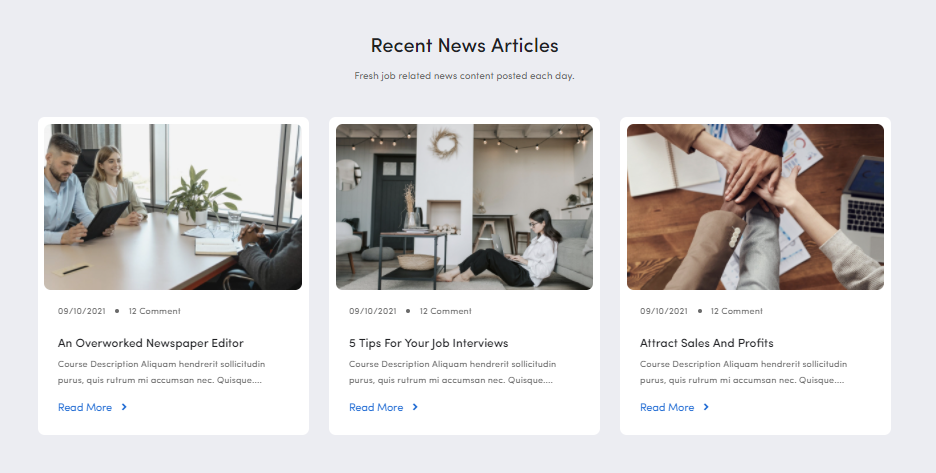 Recent News Articles
Fresh job related news content posted each day.
09/10/2021 • 12 Comment
An Overworked Newspaper Editor
Course Description Aliquam hendrerit sollicitudin
purus, quis rutrum mi accumsan nec. Quisque....
Read More
09/10/2021 • 12 Comment
5 Tips For Your Job Interviews
Course Description Aliquam hendrerit sollicitudin
purus, quis rutrum mi accumsan nec. Quisque....
Read More
09/10/2021 • 12 Comment
Attract Sales And Profits
Course Description Aliquam hendrerit sollicitudin
purus, quis rutrum mi accumsan nec. Quisque....
Read More